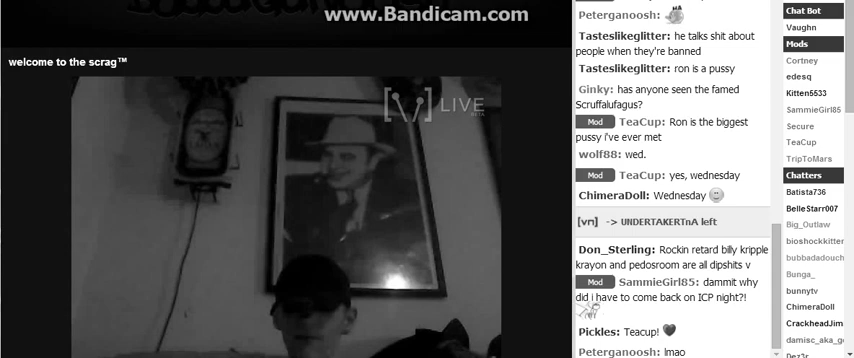 www.Bandicam.com
welcome to the scrag™
LIVE
BETA
Peterganoosh:
Tasteslikeglitter: he talks shit about
people when they're banned
Tasteslikeglitter: ron is a pussy
Ginky: has anyone seen the famed
Scruffalufagus?
Mod TeaCup: Ron is the biggest
pussy i've ever met
wolf88: wed.
Mod TeaCup: yes, wednesday
ChimeraDoll: Wednesday
-> UNDERTAKERTnA left
Don_Sterling: Rockin retard billy kripple
krayon and pedosroom are all dipshits v
Mod SammieGirl85: dammit why
did i have to come back on ICP night?!
Pickles: Teacup!
Peterganoosh: lmao
Chat Bot
Vaughn
Mods
Cortney
edesq
Kitten5533
SammieGirl85
Secure
TeaCup
TripToMars
Chatters
Batista736
BelleStarr007
Big_Outlaw
bioshockkitten
bubbadadouch
Bunga_
bunnytv
ChimeraDoll
CrackheadJim
damisc_aka_ge
Dez3r